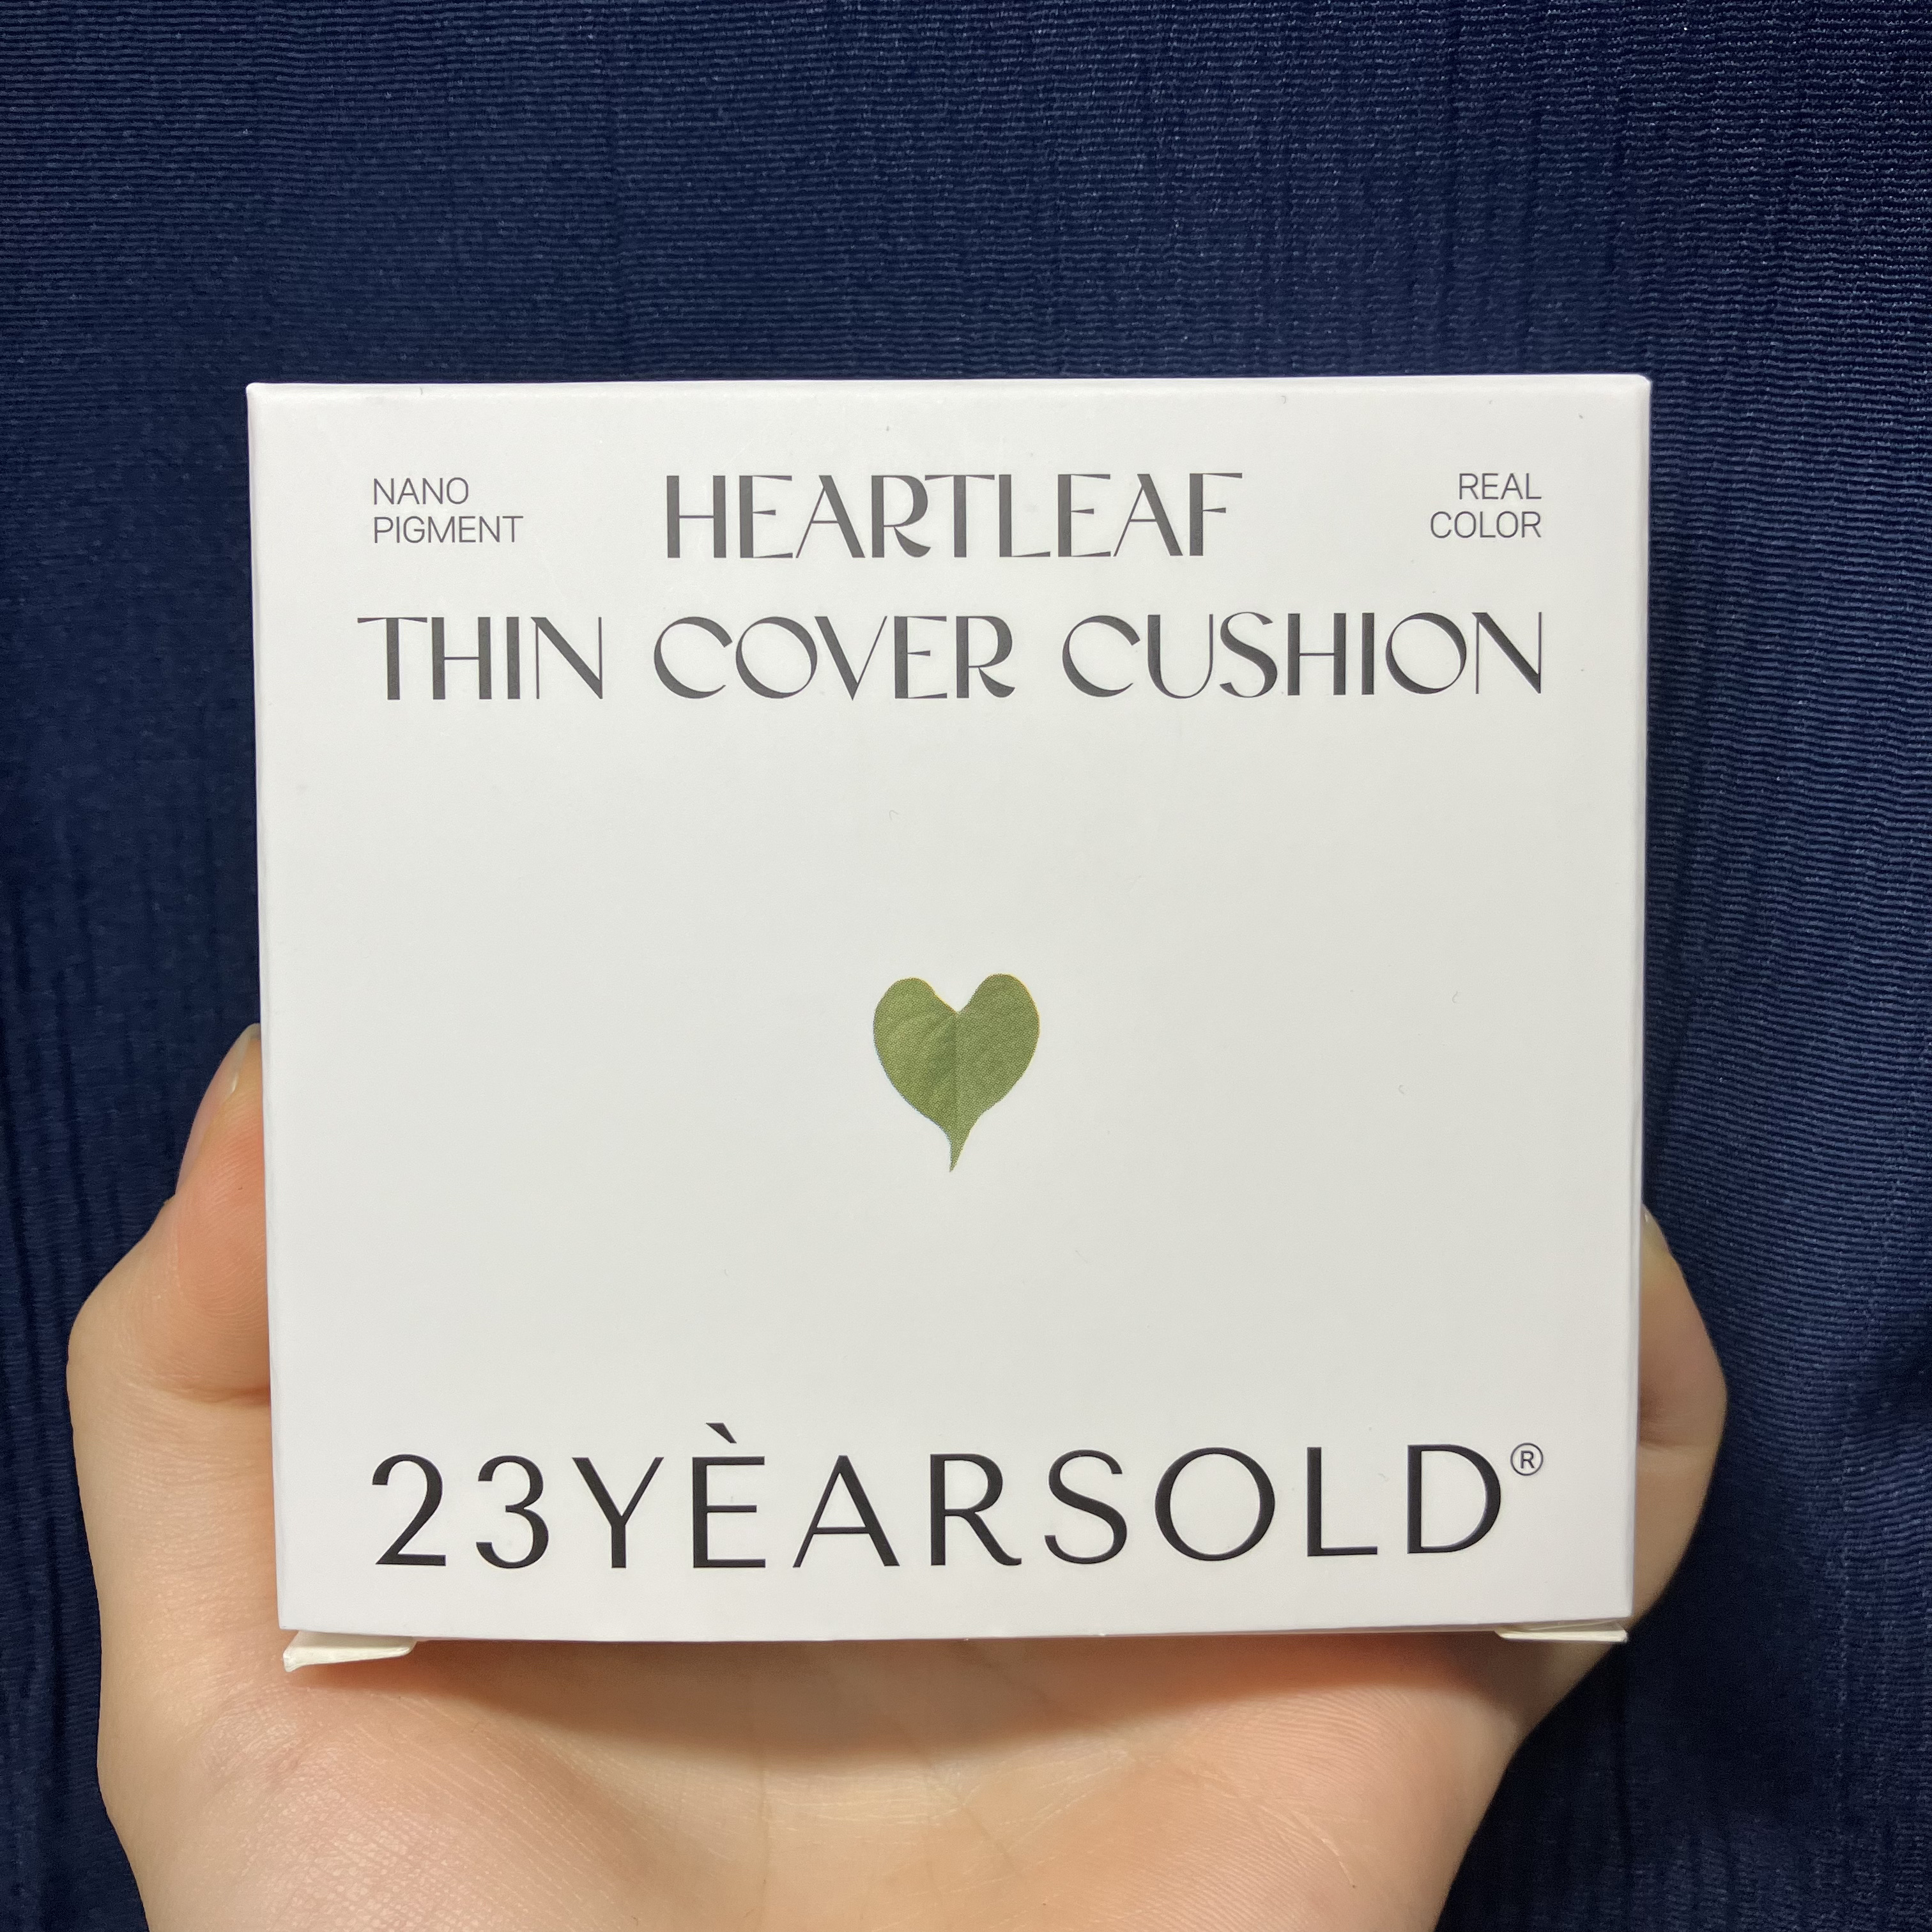 NANO
PIGMENT
HEARTLEAF
REAL
COLOR
THIN COVER CUSHION
23YÈARSOLD®